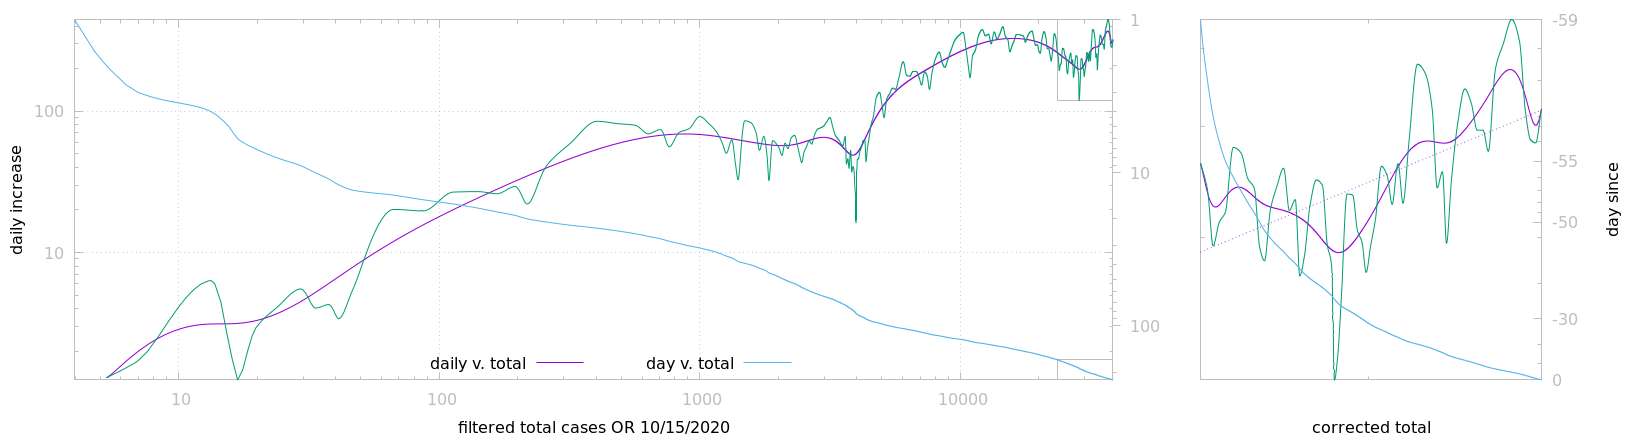 1
-59
100
daily increase
10
-55
-50
day since
10
-30
100
daily v. total
day v. total
0
10
100
1000
10000
filtered total cases OR 10/15/2020
corrected total